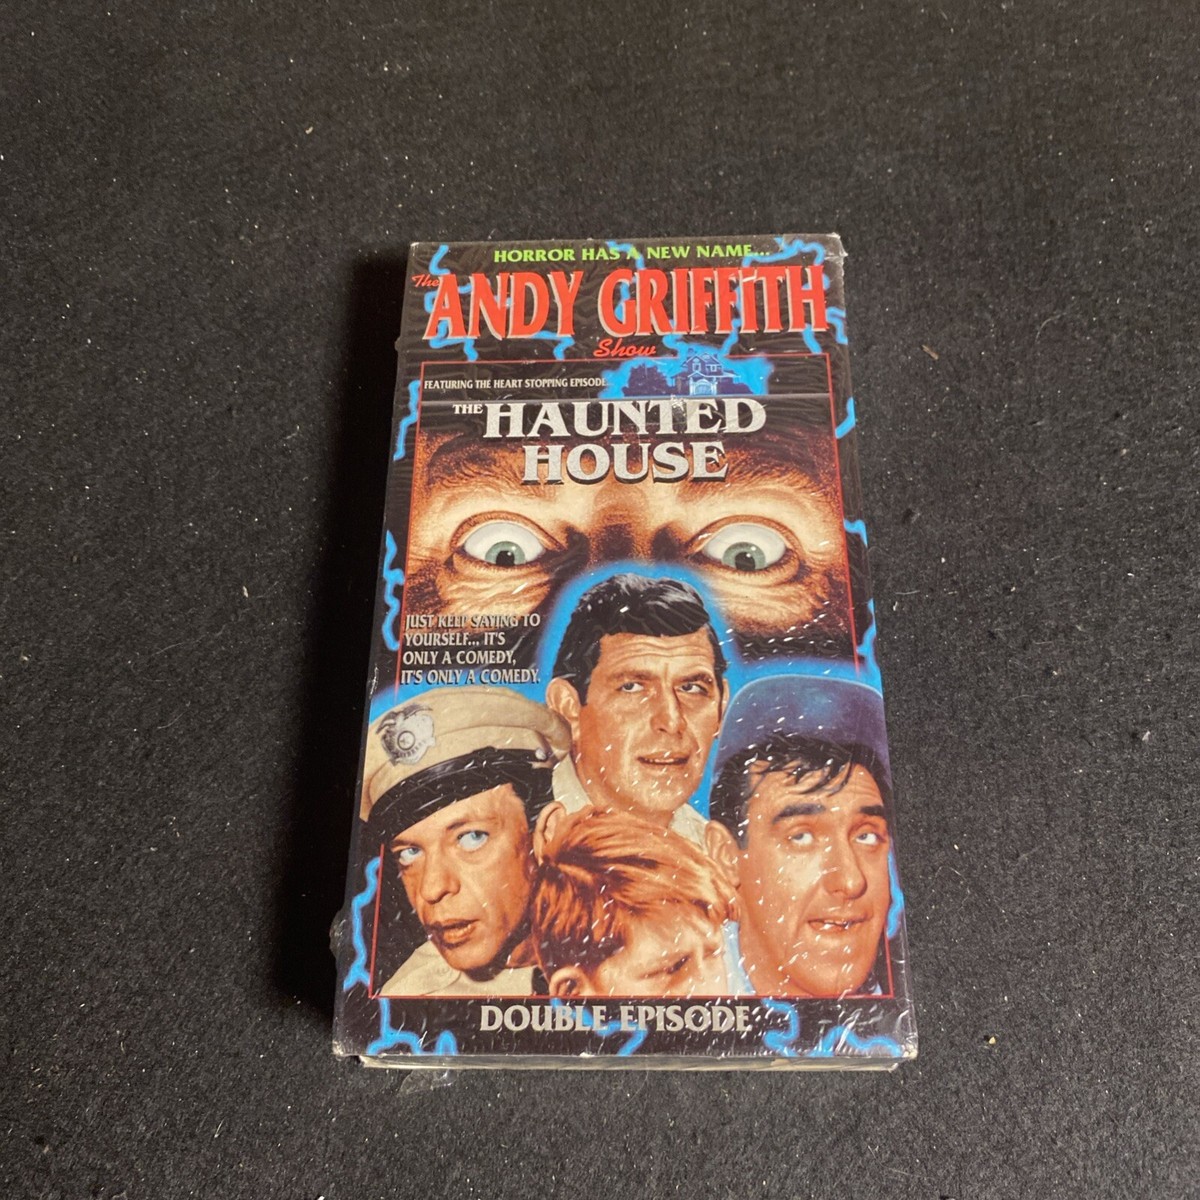 HORROR HAS A NEW NAME...
The
ANDY GRIFFITH
Show
FEATURING THE HEART STOPPING EPISODE...
THE HAUNTED
HOUSE
JUST KEEP SAYING TO
YOURSELF... IT'S
ONLY A COMEDY,
IT'S ONLY A COMEDY.
DOUBLE EPISODE